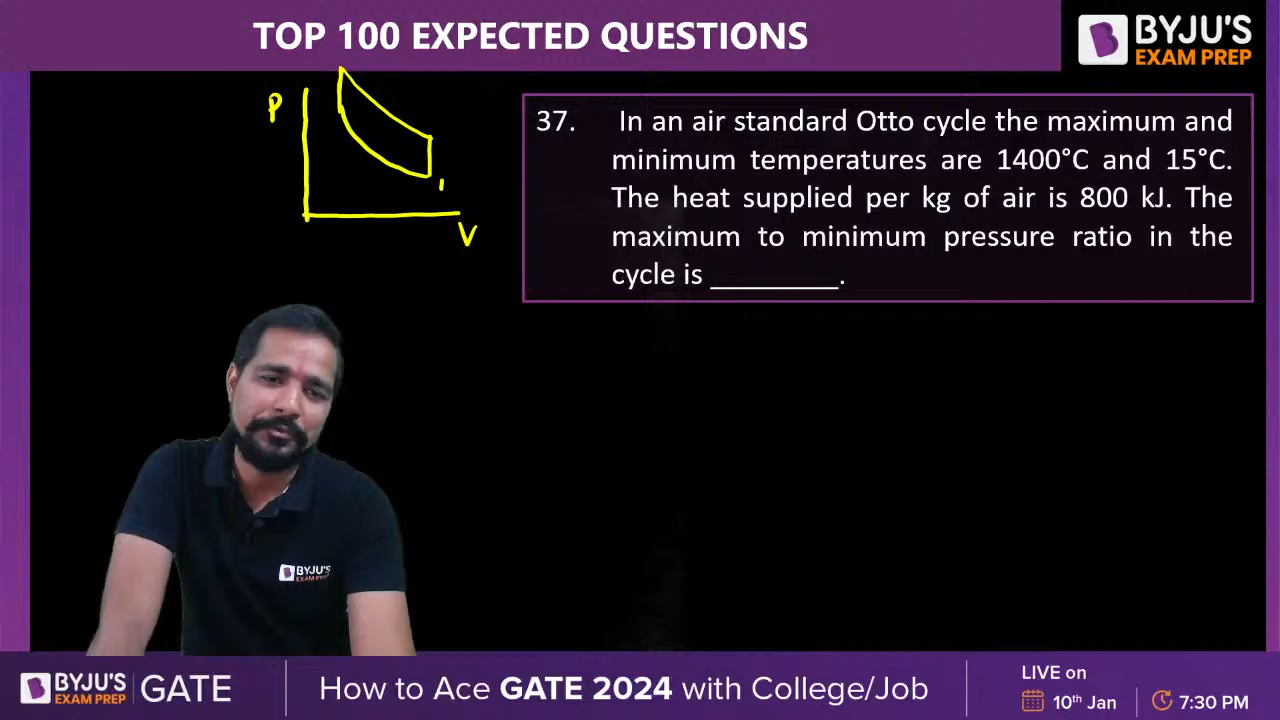 TOP 100 EXPECTED QUESTIONS
BYJU'S
EXAM PREP
P
V
1
37. In an air standard Otto cycle the maximum and
minimum temperatures are 1400°C and 15°C.
The heat supplied per kg of air is 800 kJ. The
maximum to minimum pressure ratio in the
cycle is _________.
BYJU'S
EXAM PREP
BYJU'S
EXAM PREP
GATE
How to Ace GATE 2024 with College/Job
LIVE on
10th Jan
7:30 PM